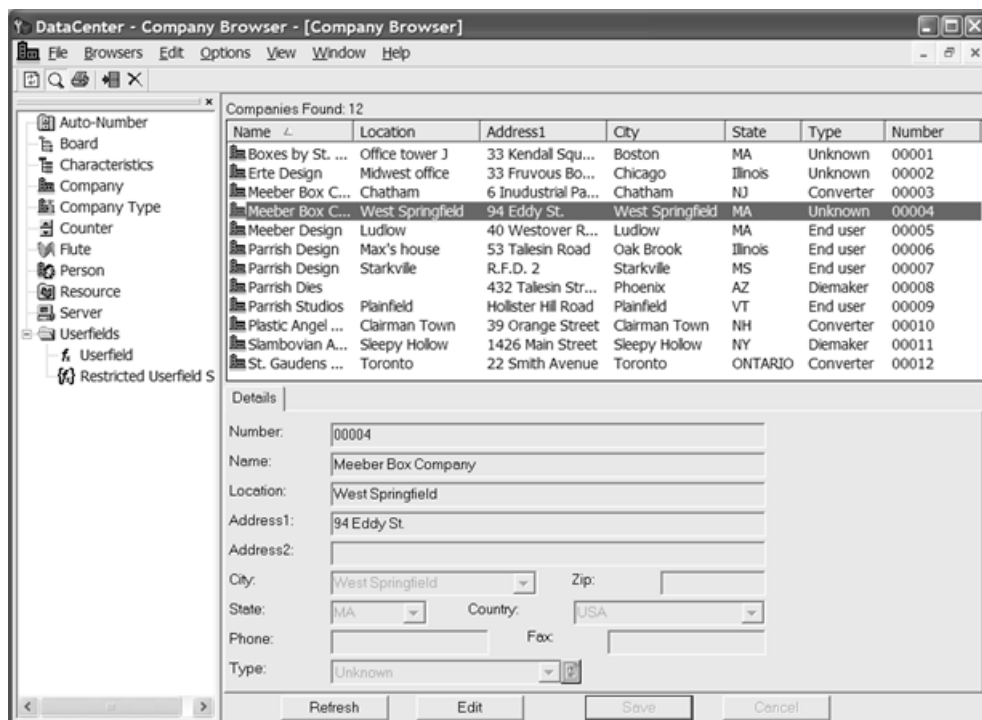 DataCenter - Company Browser - [Company Browser]
File Browsers Edit Options View Window Help
Auto-Number
Board
Characteristics
Company
Company Type
Counter
Flute
Person
Resource
Server
Userfields
Userfield
Restricted Userfield S
Companies Found: 12
Name Location Address1 City State Type Number
Boxes by St. ... Office tower J 33 Kendall Squ... Boston MA Unknown 00001
Erte Design Midwest office 33 Fruvous Bo... Chicago Illinois Unknown 00002
Meeber Box C... Chatham 6 Inudustrial Pa... Chatham NJ Converter 00003
Meeber Box C... West Springfield 94 Eddy St. West Springfield MA Unknown 00004
Meeber Design Ludlow 40 Westover R... Ludlow MA End user 00005
Parrish Design Max's house 53 Taliesin Road Oak Brook Illinois End user 00006
Parrish Design Starkville R.F.D. 2 Starkville MS End user 00007
Parrish Dies 432 Taliesin Str... Phoenix AZ Diemaker 00008
Parrish Studios Plainfield Hollister Hill Road Plainfield VT End user 00009
Plastic Angel ... Clairman Town 39 Orange Street Clairman Town NH Converter 00010
Slambovian A... Sleepy Hollow 1426 Main Street Sleepy Hollow NY Diemaker 00011
St. Gaudens ... Toronto 22 Smith Avenue Toronto ONTARIO Converter 00012
Details
Number: 00004
Name: Meeber Box Company
Location: West Springfield
Address1: 94 Eddy St.
Address2:
City: West Springfield Zip:
State: MA Country: USA
Phone: Fax:
Type: Unknown
Refresh Edit Save Cancel